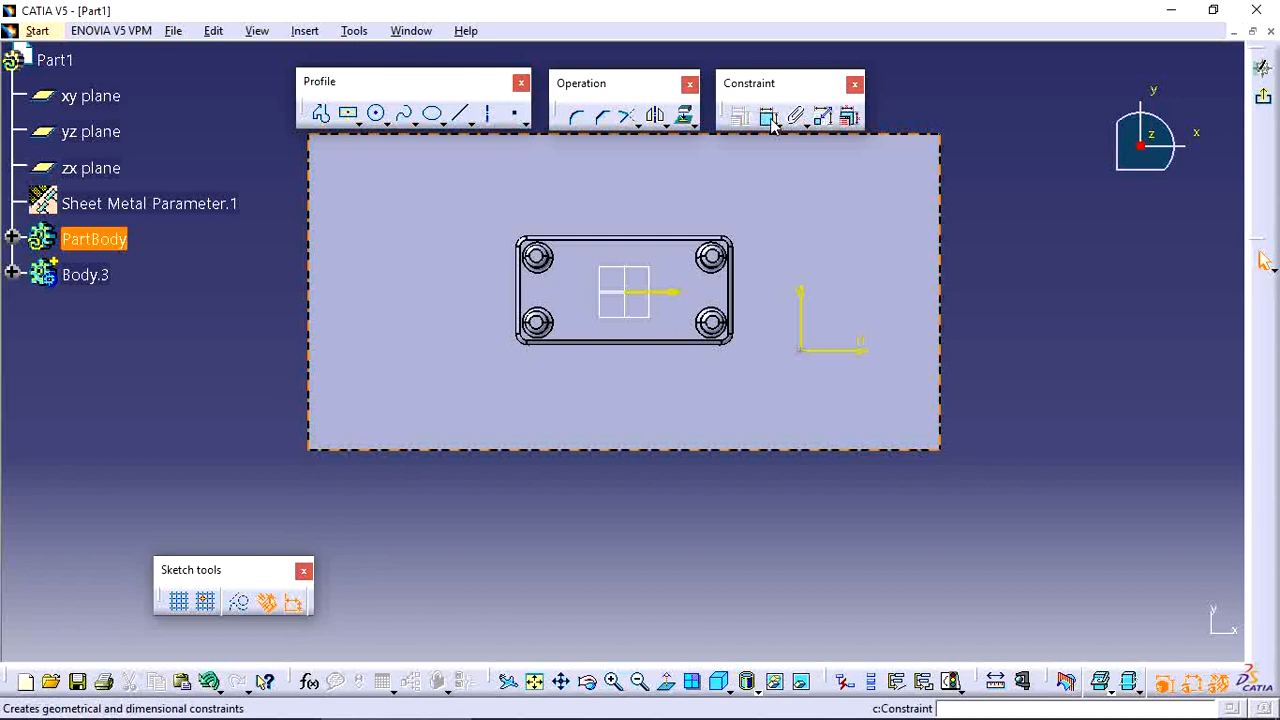 CATIA V5 - [Part1]
Start ENOVIA V5 VPM File Edit View Insert Tools Window Help
Part1
xy plane
yz plane
zx plane
Sheet Metal Parameter.1
PartBody
Body.3
Profile
Operation
Constraint
y
x
z
U
Sketch tools
y
x
f(x)
CATIA
Creates geometrical and dimensional constraints
c:Constraint